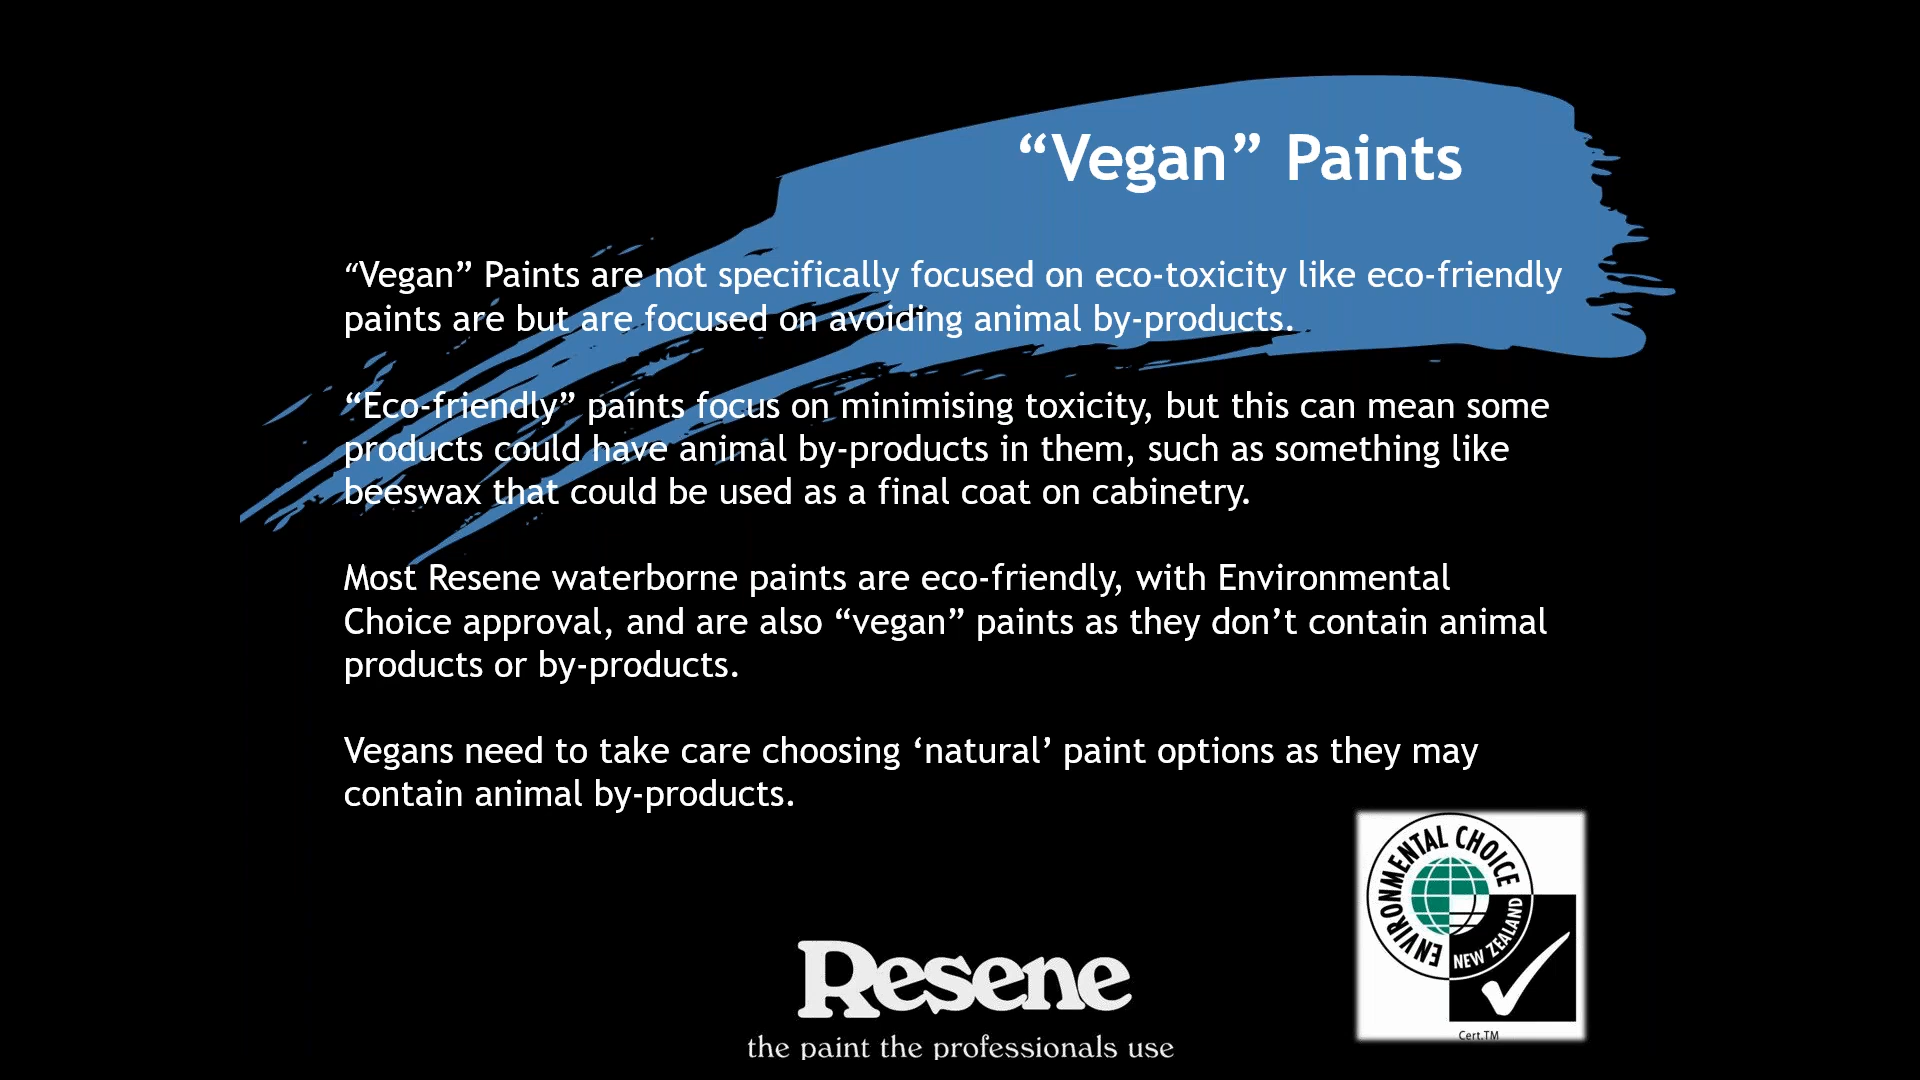 “Vegan” Paints
“Vegan” Paints are not specifically focused on eco-toxicity like eco-friendly
paints are but are focused on avoiding animal by-products.
“Eco-friendly” paints focus on minimising toxicity, but this can mean some
products could have animal by-products in them, such as something like
beeswax that could be used as a final coat on cabinetry.
Most Resene waterborne paints are eco-friendly, with Environmental
Choice approval, and are also “vegan” paints as they don’t contain animal
products or by-products.
Vegans need to take care choosing ‘natural’ paint options as they may
contain animal by-products.
ENVIRONMENTAL CHOICE
NEW ZEALAND
Cert.TM
Resene
the paint the professionals use